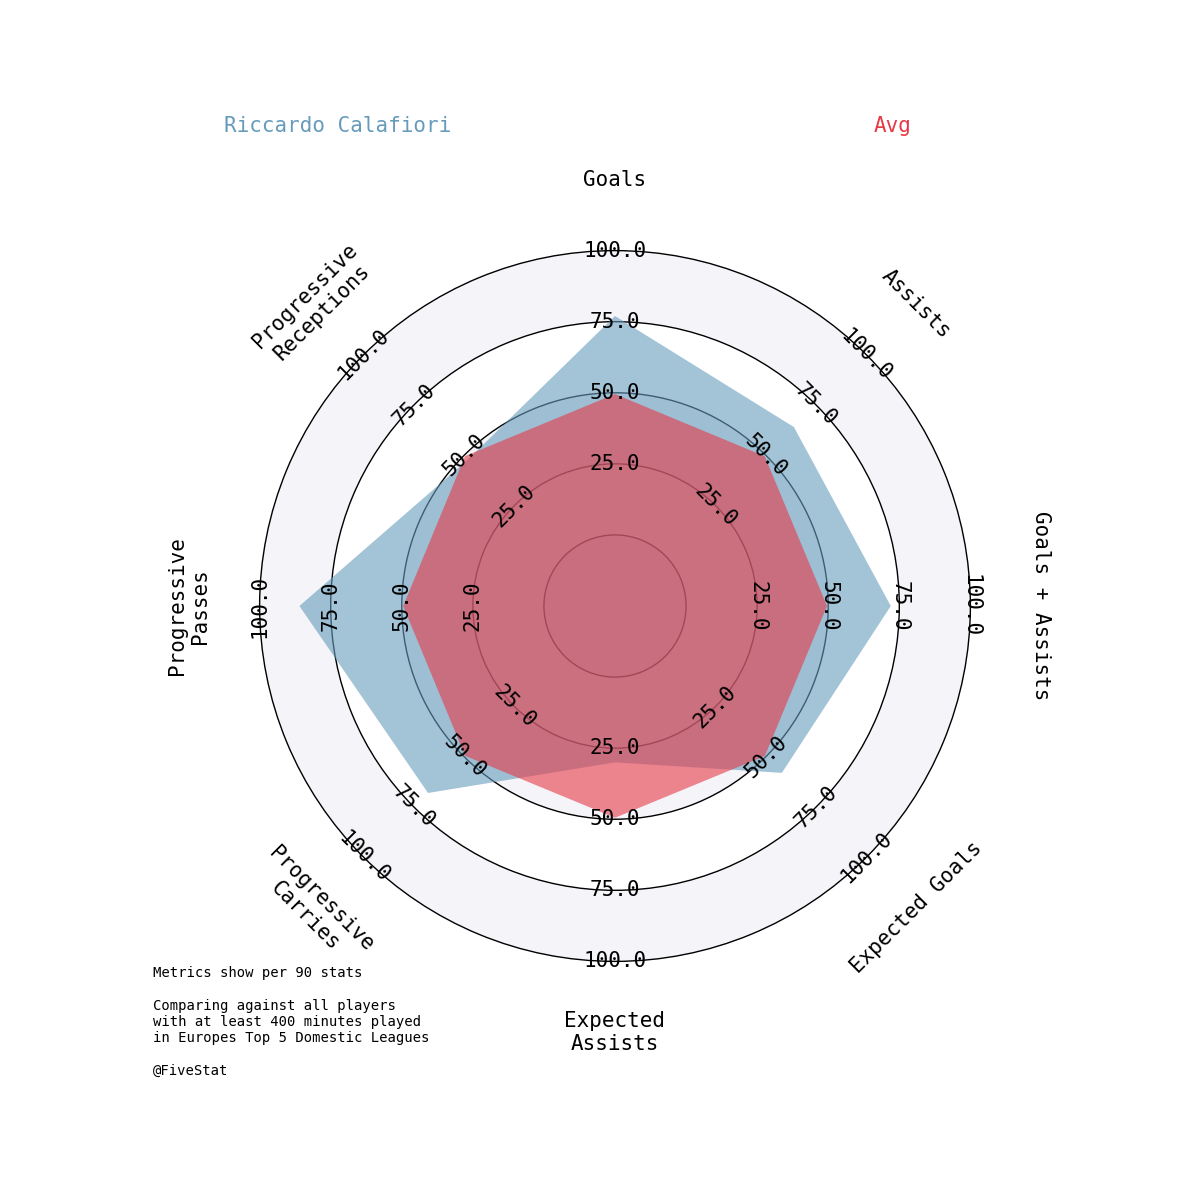 Riccardo Calafiori
Avg
Goals
Assists
Goals + Assists
Expected Goals
Expected
Assists
Progressive
Carries
Progressive
Passes
Progressive
Receptions
25.0
50.0
75.0
100.0
25.0
50.0
75.0
100.0
25.0
50.0
75.0
100.0
25.0
50.0
75.0
100.0
25.0
50.0
75.0
100.0
25.0
50.0
75.0
100.0
25.0
50.0
75.0
100.0
25.0
50.0
75.0
100.0
Metrics show per 90 stats
Comparing against all players
with at least 400 minutes played
in Europes Top 5 Domestic Leagues
@FiveStat